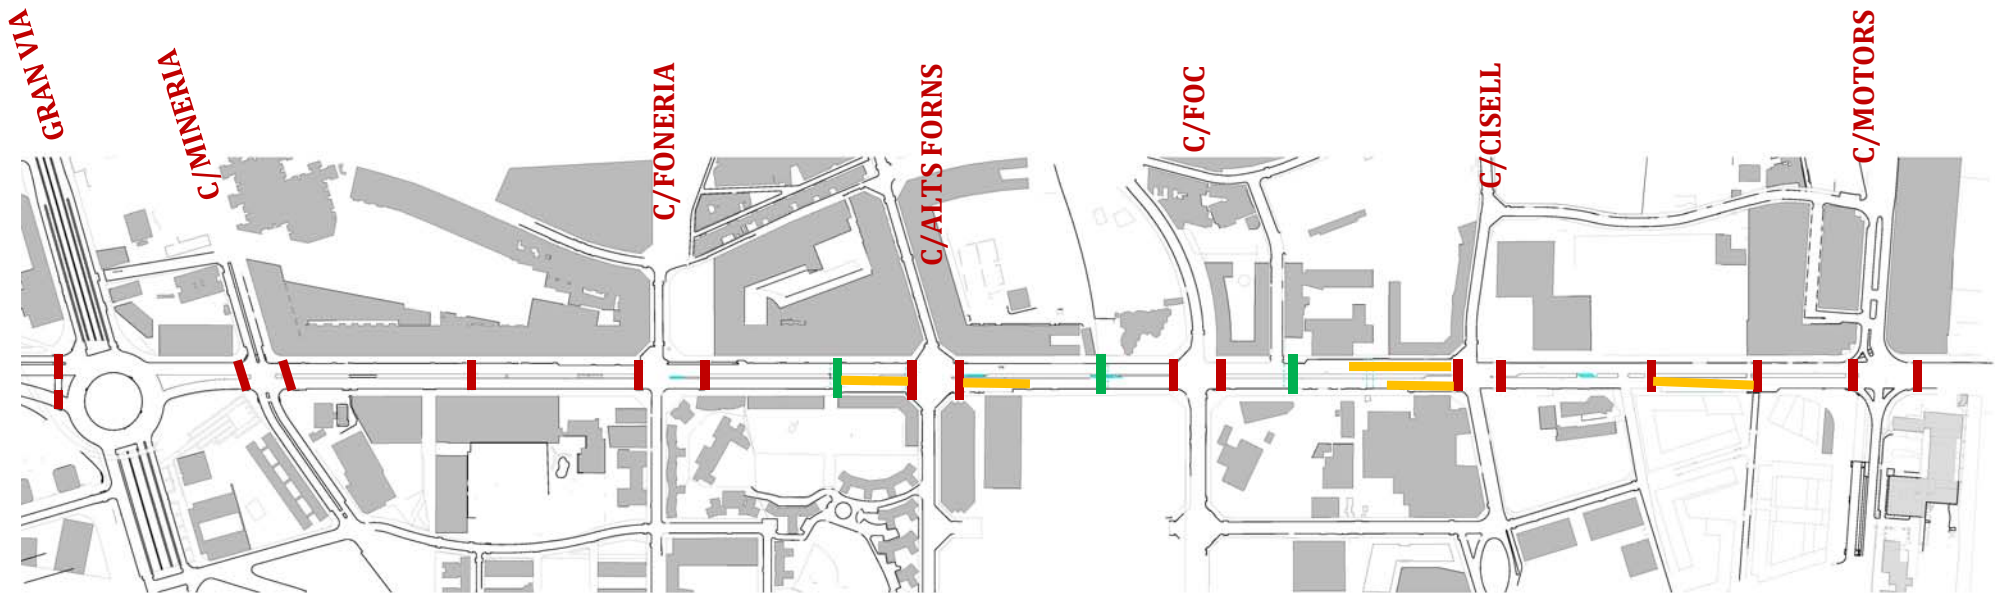 GRAN VIA
C/MINERIA
C/FONERIA
C/ALTS FORNS
C/FOC
C/CISELL
C/MOTORS